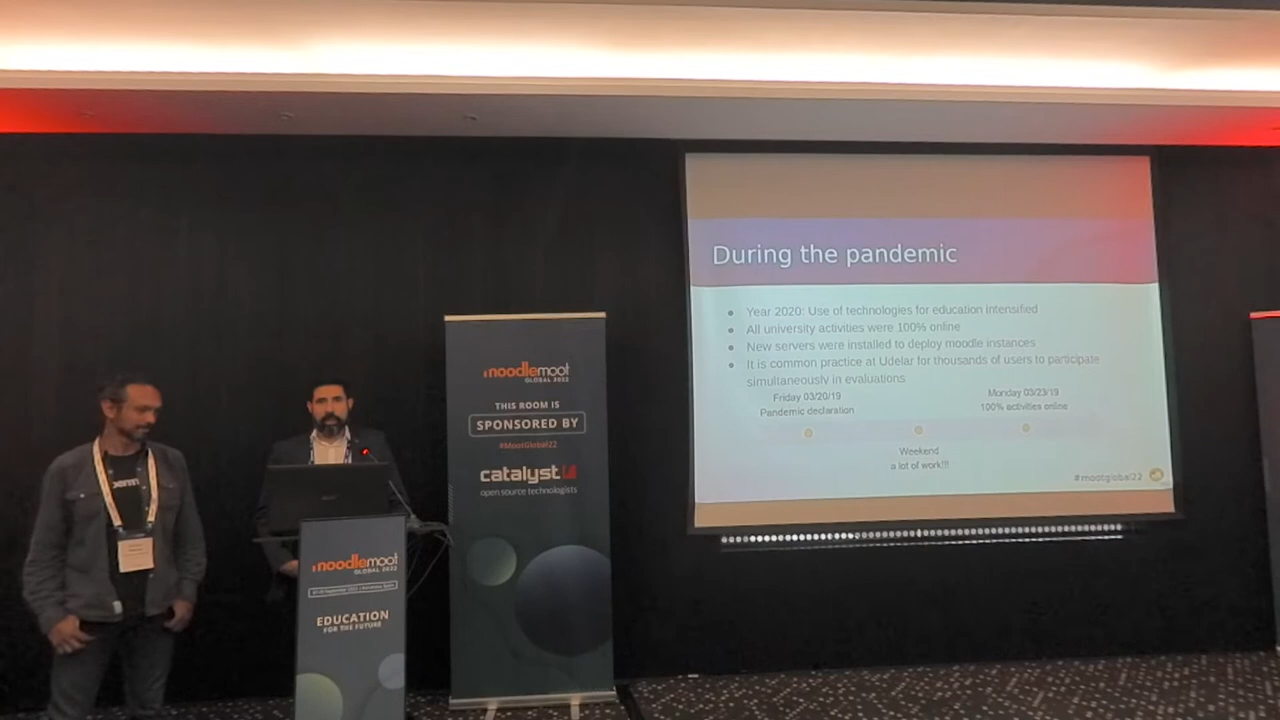 During the pandemic
● Year 2020: Use of technologies for education intensified
● All university activities were 100% online
● New servers were installed to deploy moodle instances
● It is common practice at Udelar for thousands of users to participate
simultaneously in evaluations
Friday 03/20/19
Pandemic declaration
Monday 03/23/19
100% activities online
Weekend
a lot of work!!!
#mootglobal22
moodlemoot
GLOBAL 2022
THIS ROOM IS
SPONSORED BY
#MootGlobal22
catalyst
open source technologists
moodlemoot
GLOBAL 2022
EDUCATION
FOR THE FUTURE